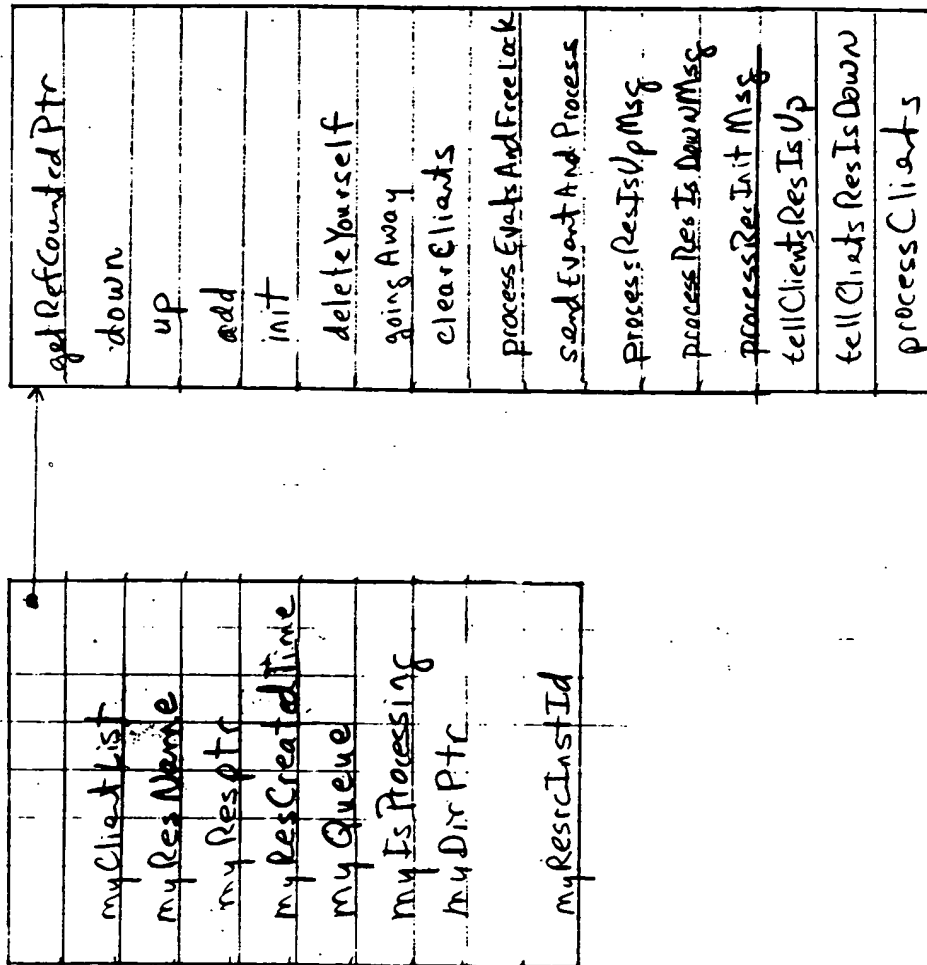 getRefCountedPtr
down
up
add
init
deleteYourself
goingAway
clearClients
processEvntsAndFreeLock
sendEventAndProcess
processResIsUpMsg
processResIsDownMsg
processResInitMsg
tellClientsResIsUp
tellClientsResIsDown
processClients
myClientList
myResName
myResPtr
myResCreatedTime
myQueue
myIsProcessing
myDirPtr
myResrcInstId